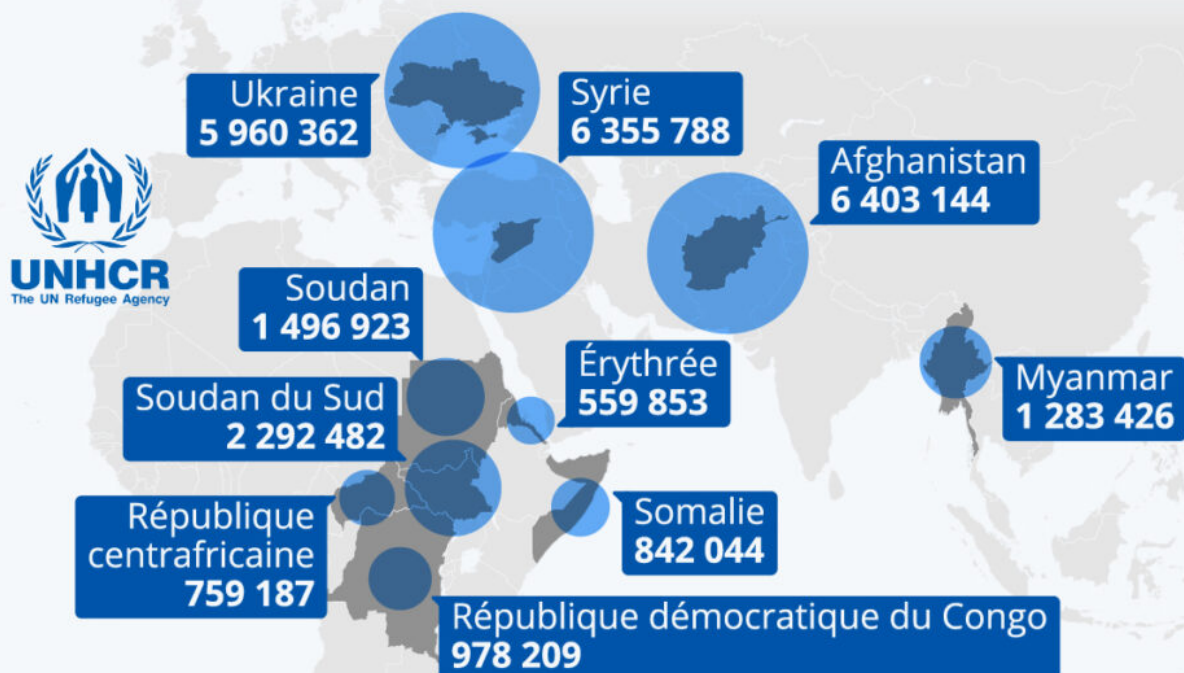 Ukraine
5 960 362
Syrie
6 355 788
Afghanistan
6 403 144
UNHCR
The UN Refugee Agency
Soudan
1 496 923
Érythrée
559 853
Myanmar
1 283 426
Soudan du Sud
2 292 482
République
centrafricaine
759 187
Somalie
842 044
République démocratique du Congo
978 209